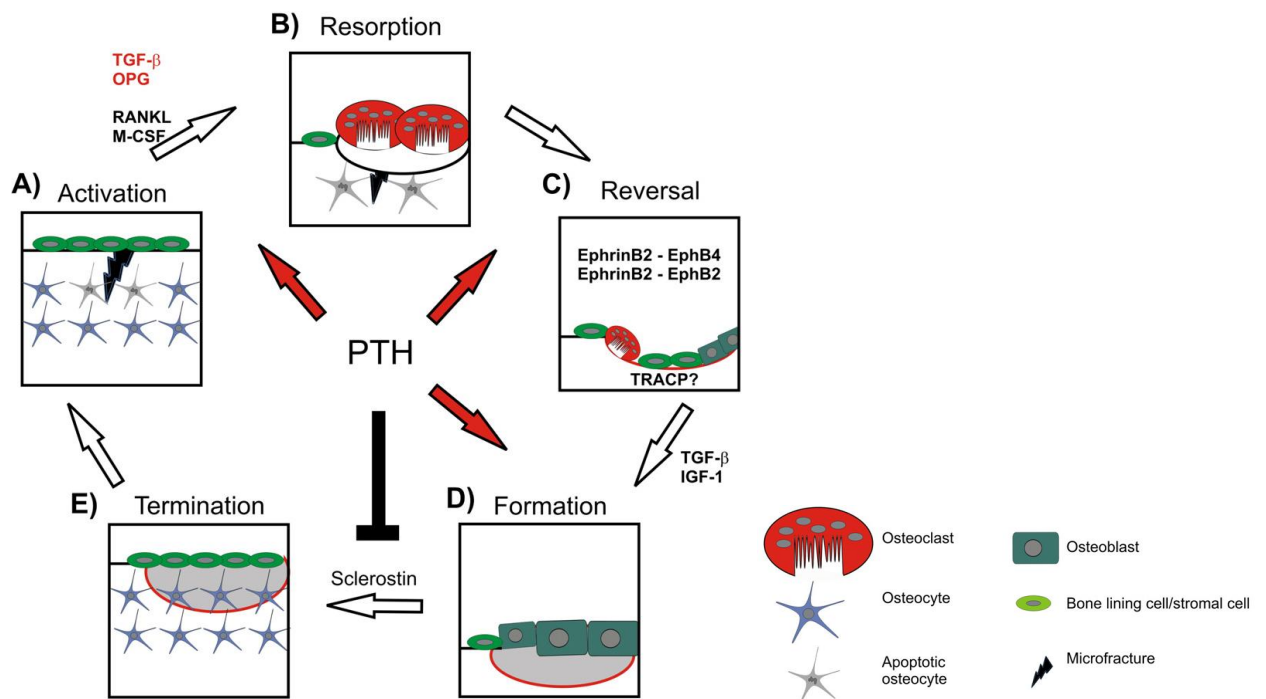 B) Resorption
TGF-β
OPG
RANKL
M-CSF
A) Activation
C) Reversal
EphrinB2 - EphB4
EphrinB2 - EphB2
TRACP?
PTH
TGF-β
IGF-1
E) Termination
D) Formation
Sclerostin
Osteoclast
Osteoblast
Osteocyte
Bone lining cell/stromal cell
Apoptotic
osteocyte
Microfracture